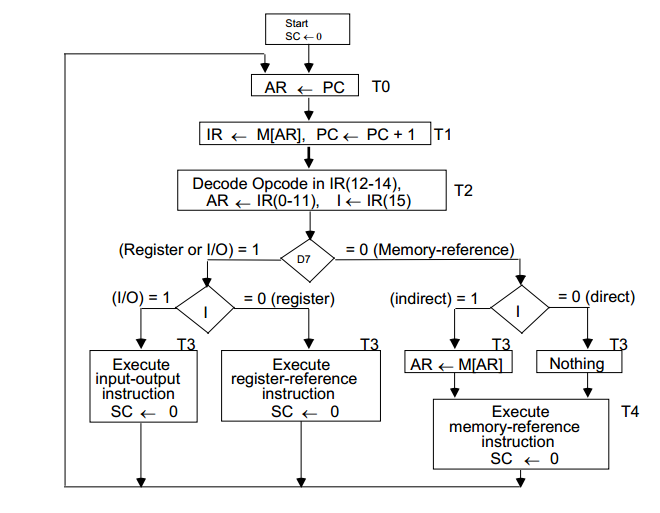 Start
SC ← 0
AR ← PC
T0
IR ← M[AR], PC ← PC + 1
T1
Decode Opcode in IR(12-14),
AR ← IR(0-11), I ← IR(15)
T2
(Register or I/O) = 1
D7
= 0 (Memory-reference)
(I/O) = 1
I
= 0 (register)
(indirect) = 1
I
= 0 (direct)
T3
T3
T3
T3
Execute
input-output
instruction
SC ← 0
Execute
register-reference
instruction
SC ← 0
AR ← M[AR]
Nothing
Execute
memory-reference
instruction
SC ← 0
T4